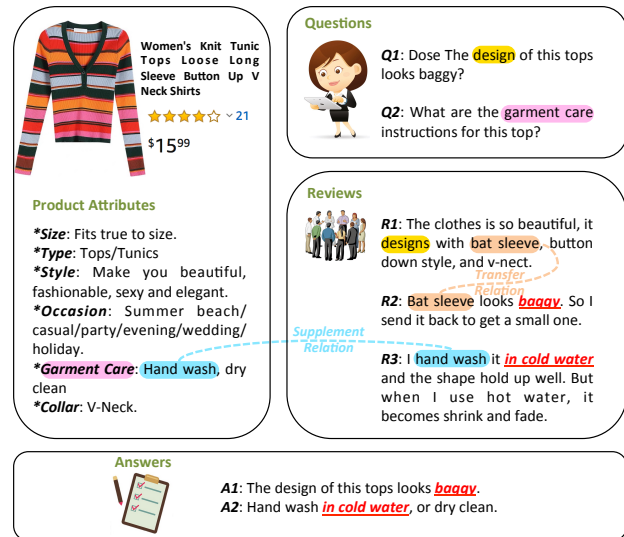 Women's Knit Tunic
Tops Loose Long
Sleeve Button Up V
Neck Shirts
21
$15⁹⁹
Product Attributes
*Size: Fits true to size.
*Type: Tops/Tunics
*Style: Make you beautiful,
fashionable, sexy and elegant.
*Occasion: Summer beach/
casual/party/evening/wedding/
holiday.
*Garment Care: Hand wash, dry
clean
*Collar: V-Neck.
Questions
Q1: Dose The design of this tops
looks baggy?
Q2: What are the garment care
instructions for this top?
Reviews
R1: The clothes is so beautiful, it
designs with bat sleeve, button
down style, and v-nect.
Transfer
Relation
R2: Bat sleeve looks baggy. So I
send it back to get a small one.
Supplement
Relation
R3: I hand wash it in cold water
and the shape hold up well. But
when I use hot water, it
becomes shrink and fade.
Answers
A1: The design of this tops looks baggy.
A2: Hand wash in cold water, or dry clean.